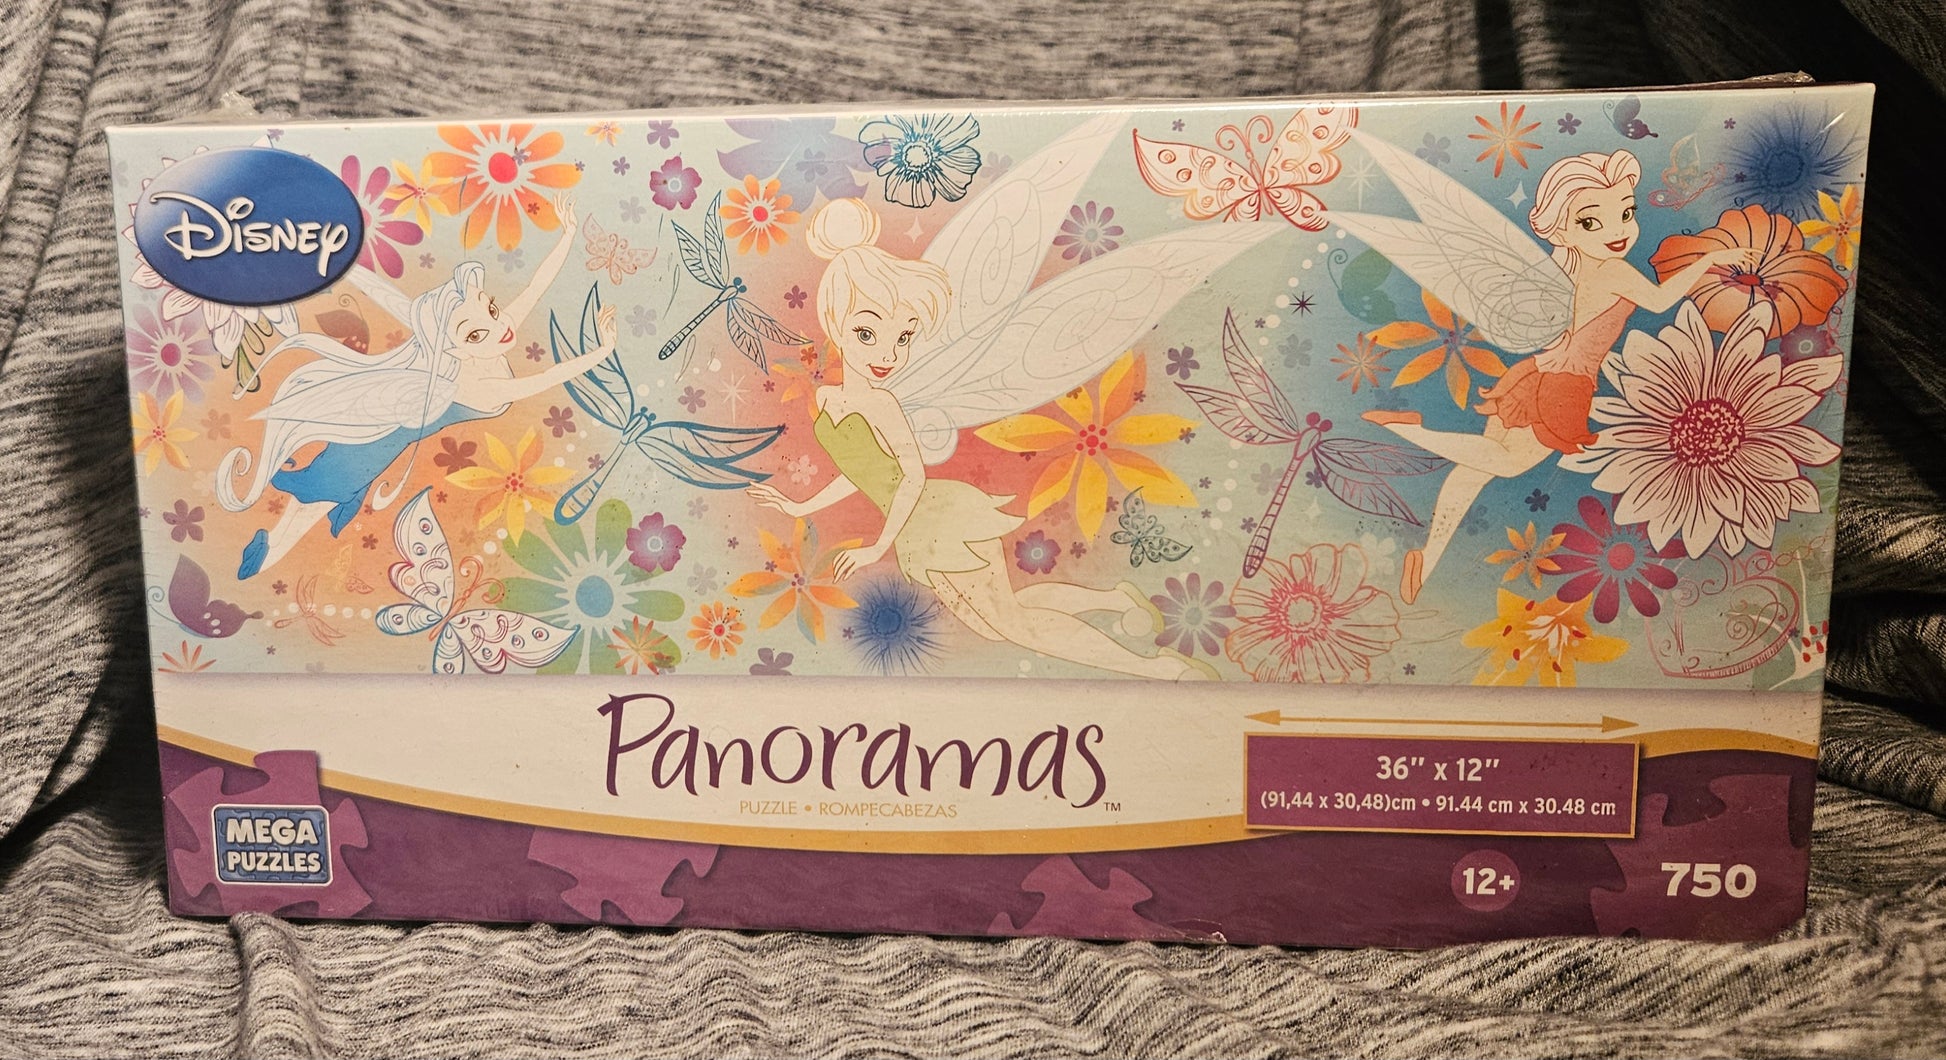 Disney
Panoramas™
PUZZLE • ROMPECABEZAS
MEGA
PUZZLES
36" x 12"
(91,44 x 30,48)cm • 91.44 cm x 30.48 cm
12+
750